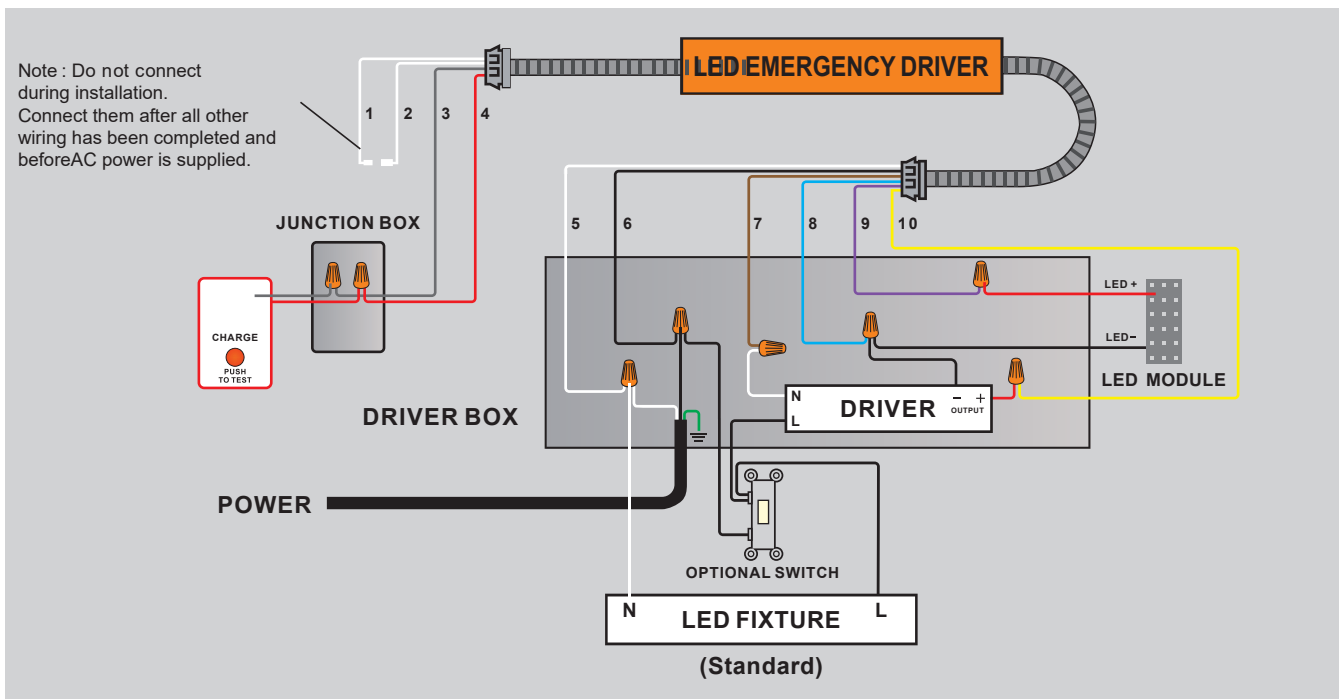 LED EMERGENCY DRIVER
Note : Do not connect
during installation.
Connect them after all other
wiring has been completed and
beforeAC power is supplied.
1 2 3 4
5 6 7 8 9 10
JUNCTION BOX
CHARGE
PUSH
TO TEST
LED +
LED-
LED MODULE
DRIVER BOX
N
L
DRIVER
- +
OUTPUT
POWER
OPTIONAL SWITCH
N
LED FIXTURE
L
(Standard)